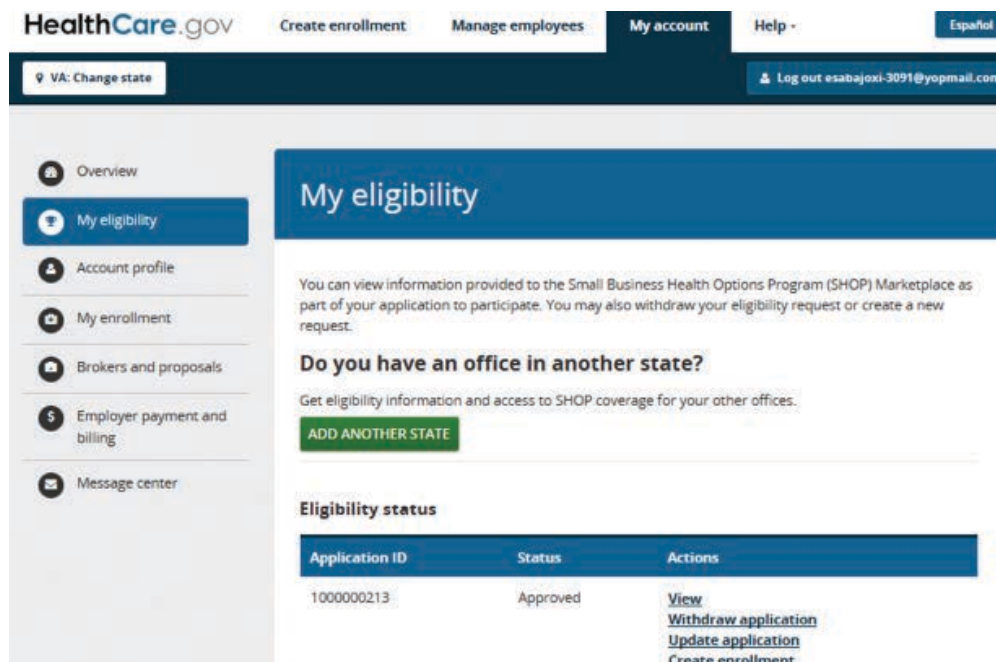 HealthCare.gov
Create enrollment
Manage employees
My account
Help
Español
VA: Change state
Log out esabajoxi-3091@yopmail.com
Overview
My eligibility
Account profile
My enrollment
Brokers and proposals
$
Employer payment and
billing
Message center
My eligibility
You can view information provided to the Small Business Health Options Program (SHOP) Marketplace as
part of your application to participate. You may also withdraw your eligibility request or create a new
request.
Do you have an office in another state?
Get eligibility information and access to SHOP coverage for your other offices.
ADD ANOTHER STATE
Eligibility status
Application ID Status Actions
1000000213 Approved View
Withdraw application
Update application
Create enrollment